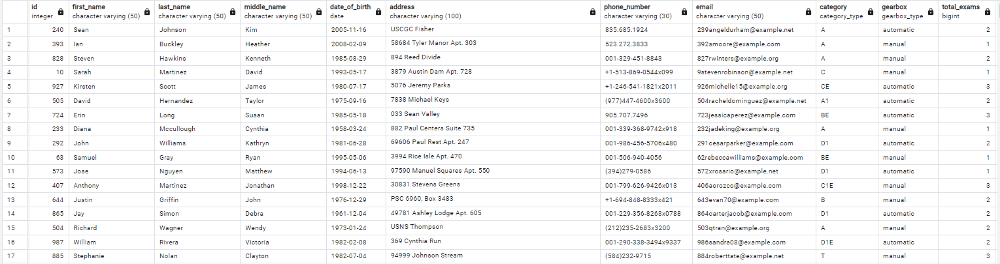 id first_name last_name middle_name date_of_birth address phone_number email category gearbox total_exams
integer character varying (50) character varying (50) character varying (50) date character varying (100) character varying (30) character varying (50) category_type gearbox_type bigint
1 240 Sean Johnson Kim 2005-11-16 USCGC Fisher 835.685.1924 239angeldurham@example.net A automatic 2
2 393 Ian Buckley Heather 2008-02-09 58684 Tyler Manor Apt. 303 523.272.3833 392smoore@example.com A manual 1
3 828 Steven Hawkins Kenneth 1985-08-29 894 Reed Divide 001-329-451-8843 827rwinters@example.org A manual 2
4 10 Sarah Martinez David 1993-05-17 3879 Austin Dam Apt. 728 +1-513-869-0544x099 9stevenrobinson@example.net C manual 1
5 927 Kirsten Scott James 1980-07-17 5076 Jeremy Parks +1-246-541-1821x2011 926michelle15@example.org CE automatic 3
6 505 David Hernandez Taylor 1975-09-16 7838 Michael Keys (977)447-4600x3600 504racheldominguez@example.net A1 automatic 2
7 724 Erin Long Susan 1985-05-18 033 Sean Valley 905.707.7496 723jessicaperez@example.com BE automatic 3
8 233 Diana Mccullough Cynthia 1958-03-24 882 Paul Centers Suite 735 001-339-368-9742x918 232jadeking@example.org A manual 1
9 292 John Williams Kathryn 1981-06-28 69606 Paul Rest Apt. 247 001-986-456-5706x480 291cesarparker@example.com D1 automatic 2
10 63 Samuel Gray Ryan 1995-05-06 3994 Rice Isle Apt. 470 001-506-940-4056 62rebeccawilliams@example.com BE manual 1
11 573 Jose Nguyen Matthew 1994-06-13 97590 Manuel Squares Apt. 550 (394)279-0586 572xrosario@example.net D1 automatic 1
12 407 Anthony Martinez Jonathan 1998-12-22 30831 Stevens Greens 001-799-626-9426x013 406aorozco@example.com C1E manual 3
13 644 Justin Griffin John 1976-12-29 PSC 6960, Box 3483 +1-694-848-8333x421 643evan70@example.com B manual 2
14 865 Jay Simon Debra 1961-12-04 49781 Ashley Lodge Apt. 605 001-229-356-8263x0788 864carterjacob@example.com D1 automatic 2
15 504 Richard Wagner Wendy 1973-01-24 USNS Thompson (212)235-2683x3200 503qtran@example.org A manual 2
16 987 William Rivera Victoria 1982-02-08 369 Cynthia Run 001-290-338-3494x9337 986sandra08@example.com D1E automatic 2
17 885 Stephanie Nolan Clayton 1982-07-04 94999 Johnson Stream (584)232-9715 884roberttate@example.net T manual 3